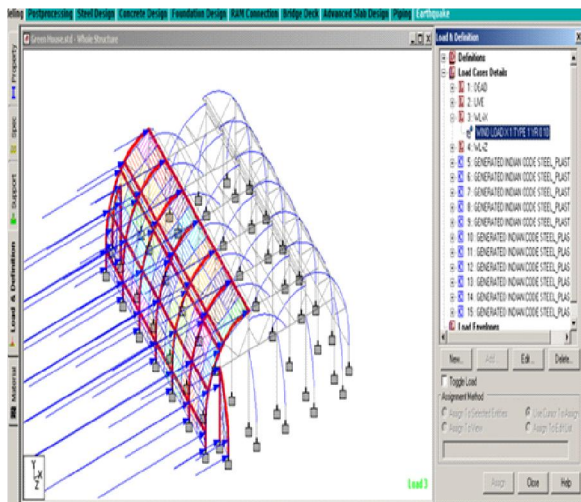 eling Postprocessing Steel Design Concrete Design Foundation Design RAM Connection Bridge Deck Advanced Slab Design Piping Earthquake
Green House.std - Whole Structure
Property
Spec
Support
Load & Definition
Material
Y
X
Z
Load 3
Load & Definition
Definitions
Load Cases Details
1: DEAD
2: LIVE
3: WL-X
WIND LOAD X 1 TYPE 1 YR 0 10
4: WL-Z
5: GENERATED INDIAN CODE STEEL_PLAST
6: GENERATED INDIAN CODE STEEL_PLAST
7: GENERATED INDIAN CODE STEEL_PLAST
8: GENERATED INDIAN CODE STEEL_PLAST
9: GENERATED INDIAN CODE STEEL_PLAST
10: GENERATED INDIAN CODE STEEL_PLAS
11: GENERATED INDIAN CODE STEEL_PLAS
12: GENERATED INDIAN CODE STEEL_PLAS
13: GENERATED INDIAN CODE STEEL_PLAS
14: GENERATED INDIAN CODE STEEL_PLAS
15: GENERATED INDIAN CODE STEEL_PLAS
Load Envelopes
New... Add... Edit... Delete...
Toggle Load
Assignment Method
Assign To Selected Entities Use Cursor To Assign
Assign To View Assign To Edit List
Assign Close Help